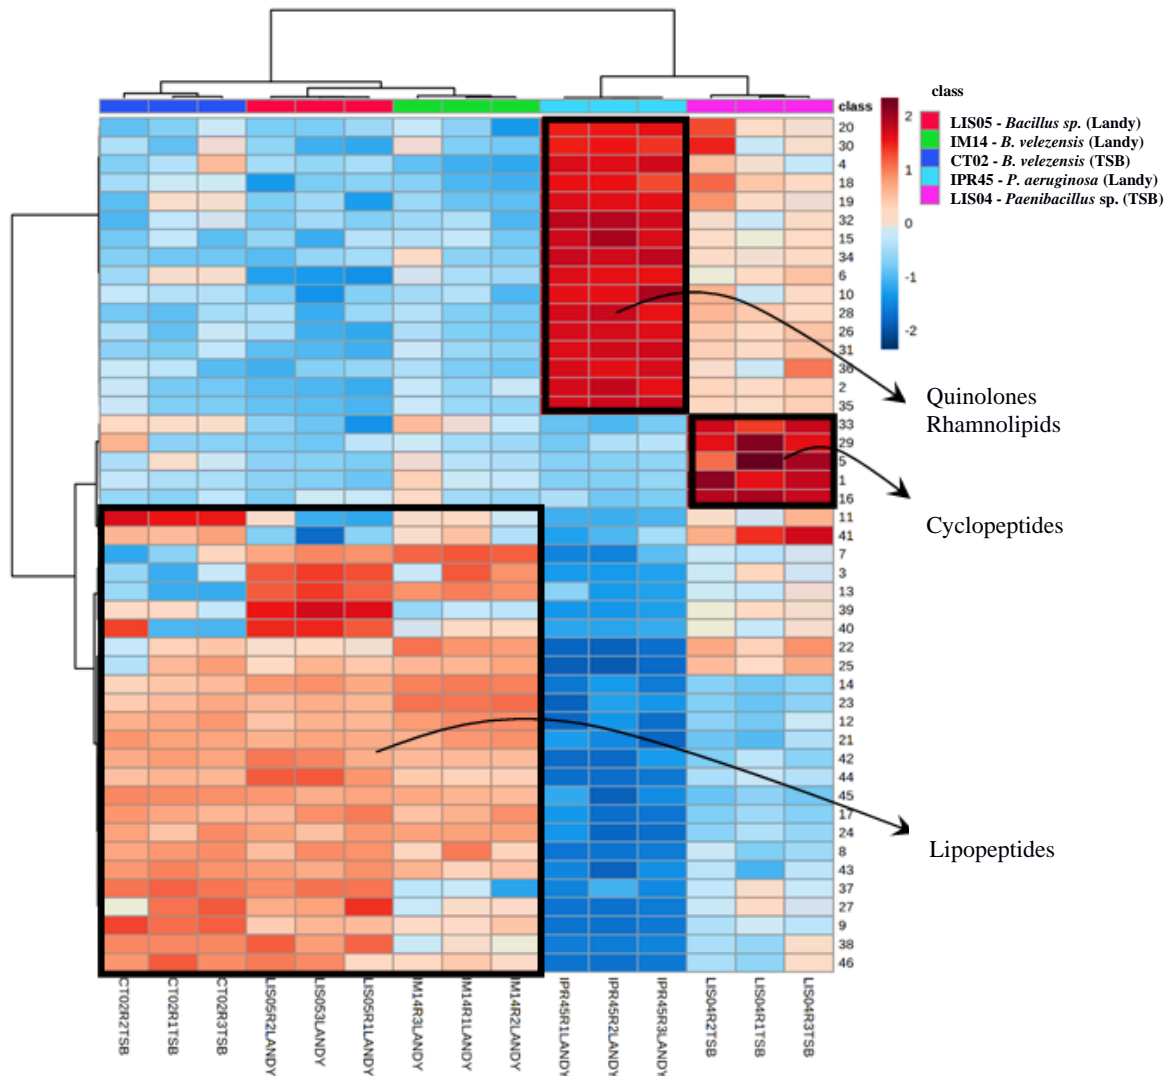 class
class
2
1
0
-1
-2
LIS05 - Bacillus sp. (Landy)
IM14 - B. velezensis (Landy)
CT02 - B. velezensis (TSB)
IPR45 - P. aeruginosa (Landy)
LIS04 - Paenibacillus sp. (TSB)
20
30
4
18
19
32
15
34
6
10
28
26
31
36
2
35
33
29
5
1
16
11
41
7
3
13
39
40
22
25
14
23
12
21
42
44
45
17
24
8
43
37
27
9
38
46
Quinolones
Rhamnolipids
Cyclopeptides
Lipopeptides
CT02R2TSB
CT02R1TSB
CT02R3TSB
LIS05R2LANDY
LIS053LANDY
LIS05R1LANDY
IM14R3LANDY
IM14R1LANDY
IM14R2LANDY
IPR45R1LANDY
IPR45R2LANDY
IPR45R3LANDY
LIS04R2TSB
LIS04R1TSB
LIS04R3TSB